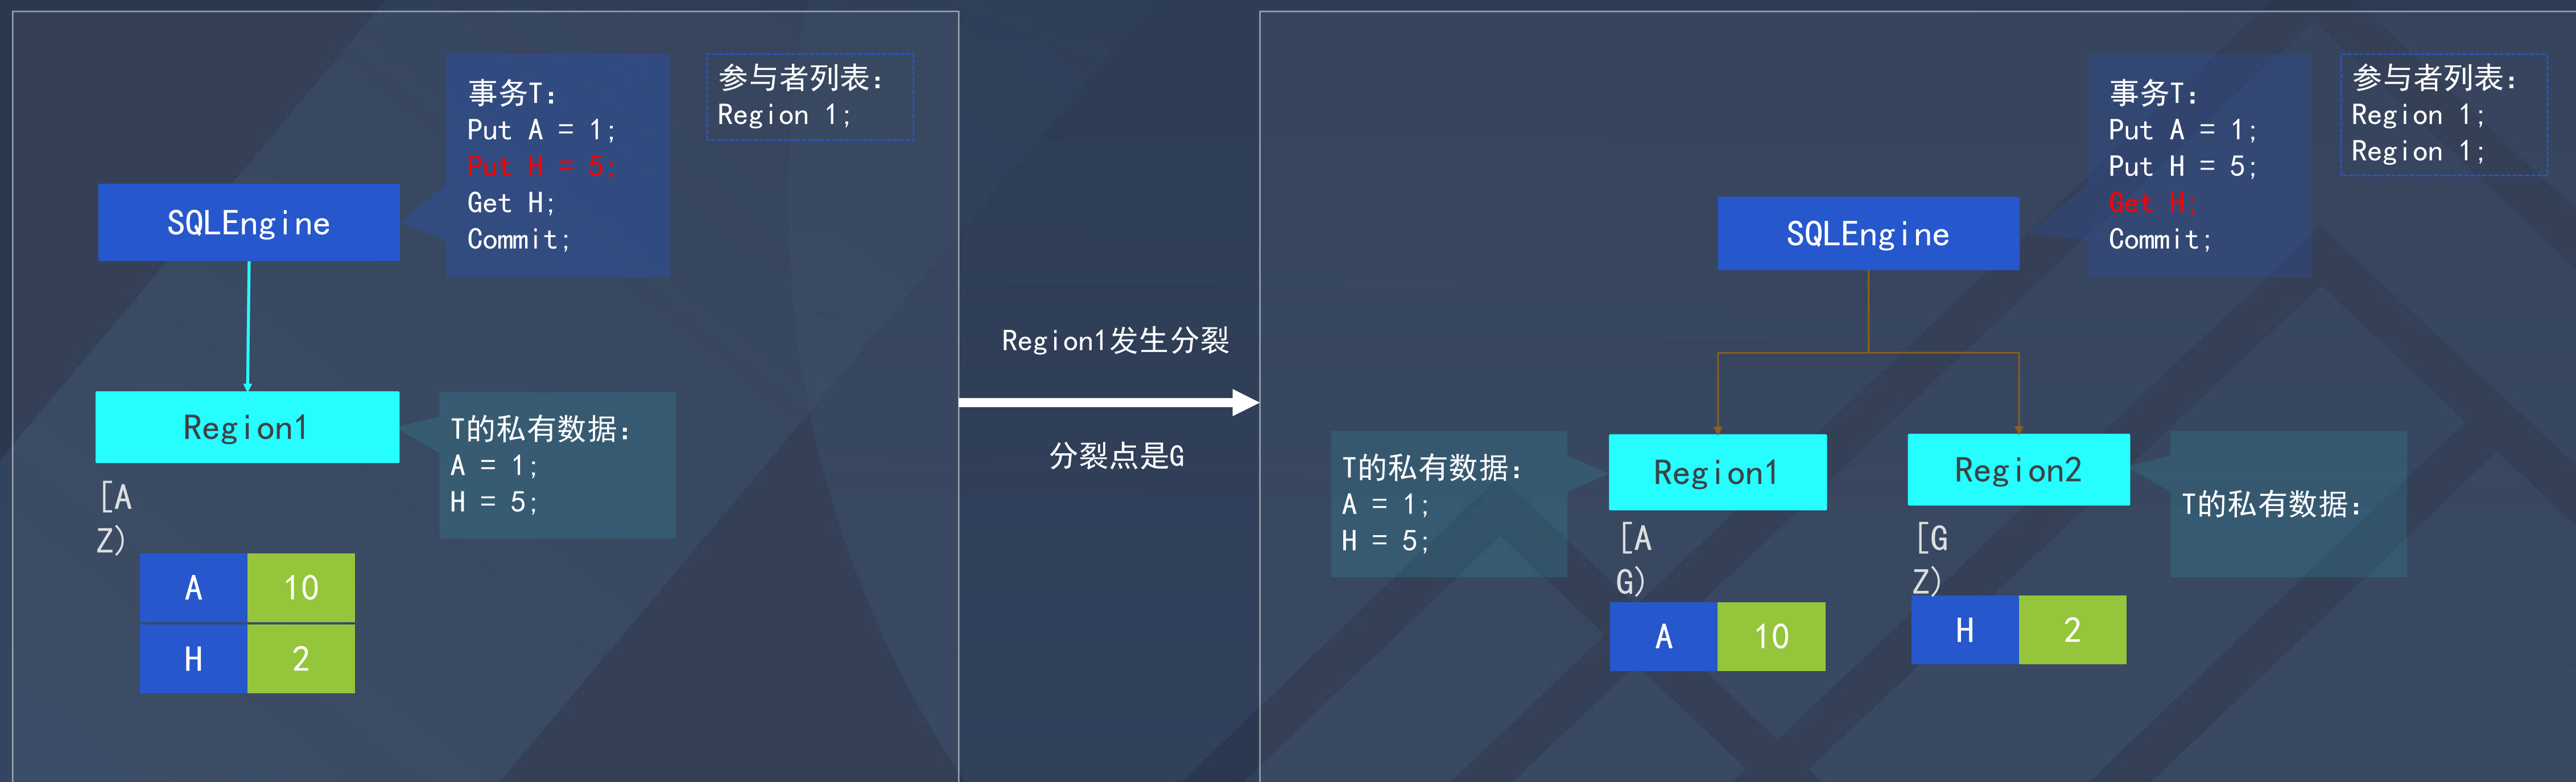 事务T:
Put A = 1;
Put H = 5;
Get H;
Commit;
参与者列表:
Region 1;
SQLEngine
Region1
T的私有数据:
A = 1;
H = 5;
[A
Z)
A 10
H 2
Region1发生分裂
分裂点是G
事务T:
Put A = 1;
Put H = 5;
Get H;
Commit;
参与者列表:
Region 1;
Region 1;
SQLEngine
T的私有数据:
A = 1;
H = 5;
Region1
[A
G)
A 10
Region2
[G
Z)
H 2
T的私有数据: